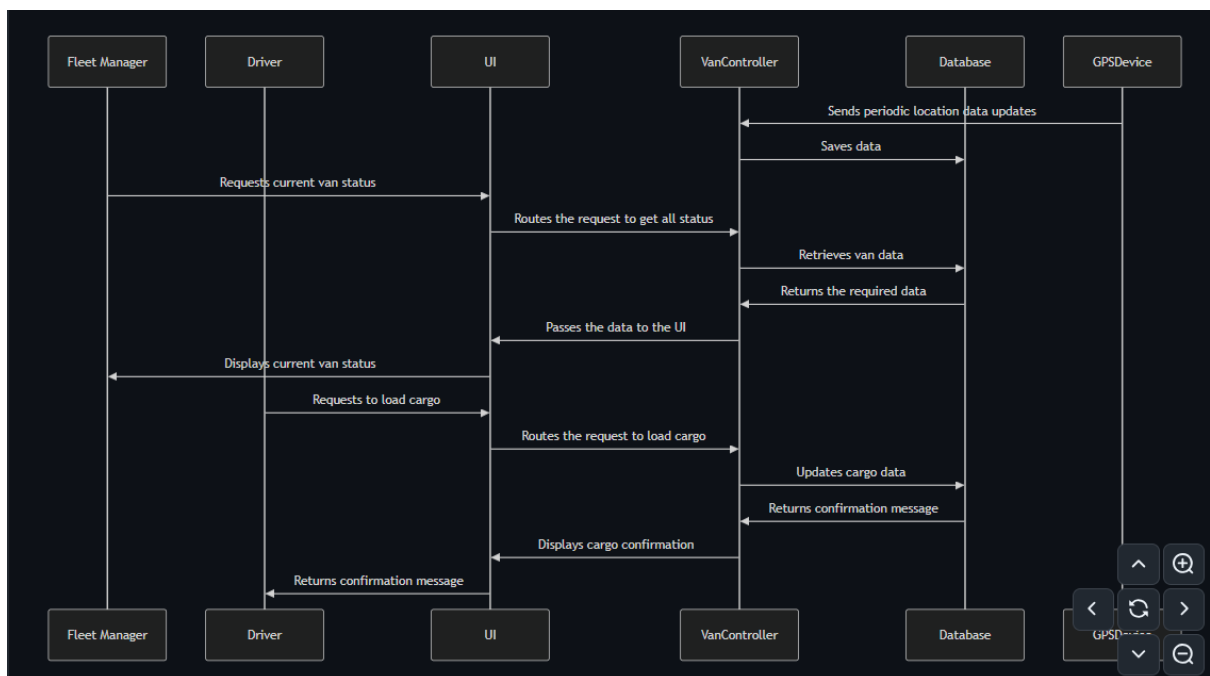 Fleet Manager
Driver
UI
VanController
Database
GPSDevice
Sends periodic location data updates
Saves data
Requests current van status
Routes the request to get all status
Retrieves van data
Returns the required data
Passes the data to the UI
Displays current van status
Requests to load cargo
Routes the request to load cargo
Updates cargo data
Returns confirmation message
Displays cargo confirmation
Returns confirmation message
Fleet Manager
Driver
UI
VanController
Database